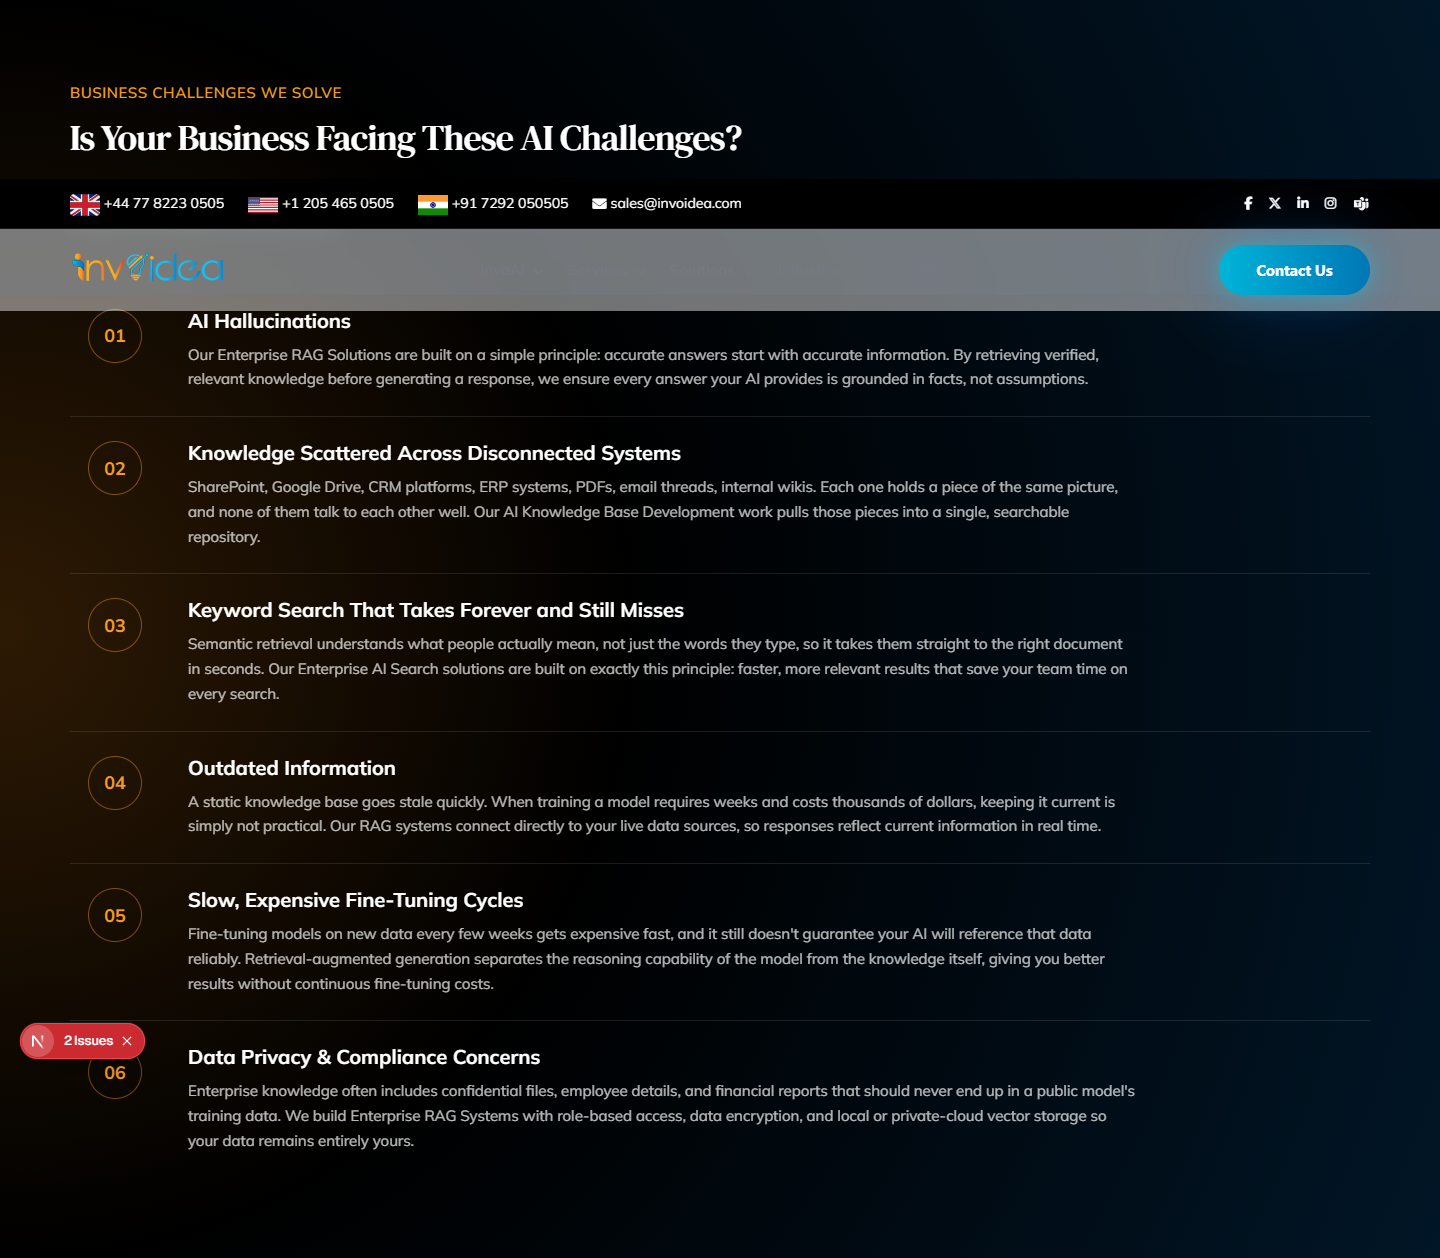 BUSINESS CHALLENGES WE SOLVE
Is Your Business Facing These AI Challenges?
+44 77 8223 0505 +1 205 465 0505 +91 7292 050505 sales@invoidea.com
invoidea
Contact Us
01
AI Hallucinations
Our Enterprise RAG Solutions are built on a simple principle: accurate answers start with accurate information. By retrieving verified,
relevant knowledge before generating a response, we ensure every answer your AI provides is grounded in facts, not assumptions.
02
Knowledge Scattered Across Disconnected Systems
SharePoint, Google Drive, CRM platforms, ERP systems, PDFs, email threads, internal wikis. Each one holds a piece of the same picture,
and none of them talk to each other well. Our AI Knowledge Base Development work pulls those pieces into a single, searchable
repository.
03
Keyword Search That Takes Forever and Still Misses
Semantic retrieval understands what people actually mean, not just the words they type, so it takes them straight to the right document
in seconds. Our Enterprise AI Search solutions are built on exactly this principle: faster, more relevant results that save your team time on
every search.
04
Outdated Information
A static knowledge base goes stale quickly. When training a model requires weeks and costs thousands of dollars, keeping it current is
simply not practical. Our RAG systems connect directly to your live data sources, so responses reflect current information in real time.
05
Slow, Expensive Fine-Tuning Cycles
Fine-tuning models on new data every few weeks gets expensive fast, and it still doesn't guarantee your AI will reference that data
reliably. Retrieval-augmented generation separates the reasoning capability of the model from the knowledge itself, giving you better
results without continuous fine-tuning costs.
N 2 Issues
06
Data Privacy & Compliance Concerns
Enterprise knowledge often includes confidential files, employee details, and financial reports that should never end up in a public model's
training data. We build Enterprise RAG Systems with role-based access, data encryption, and local or private-cloud vector storage so
your data remains entirely yours.